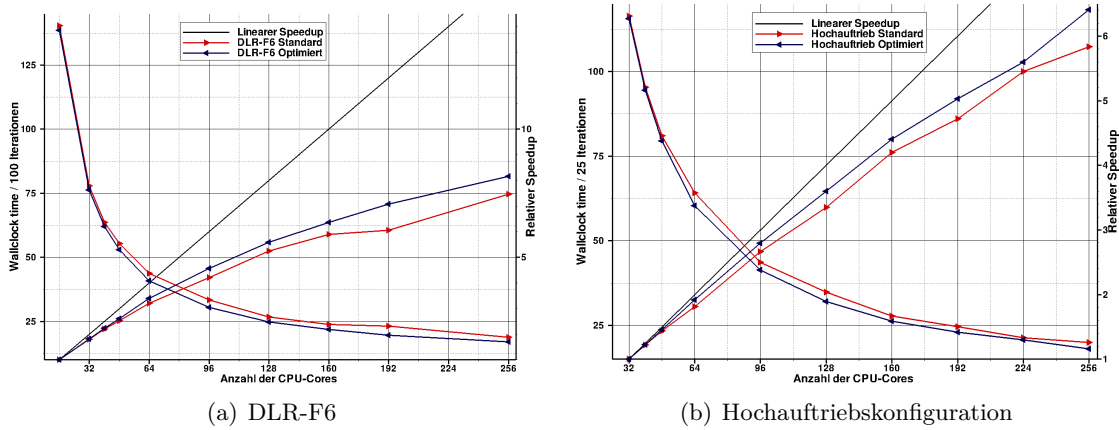 Linearer Speedup
DLR-F6 Standard
DLR-F6 Optimiert
Wallclock time / 100 Iterationen
125
100
75
50
25
10
5
Relativer Speedup
32 64 96 128 160 192 224 256
Anzahl der CPU-Cores
(a) DLR-F6
Linearer Speedup
Hochauftrieb Standard
Hochauftrieb Optimiert
Wallclock time / 25 Iterationen
100
75
50
25
6
5
4
3
2
1
Relativer Speedup
32 64 96 128 160 192 224 256
Anzahl der CPU-Cores
(b) Hochauftriebskonfiguration